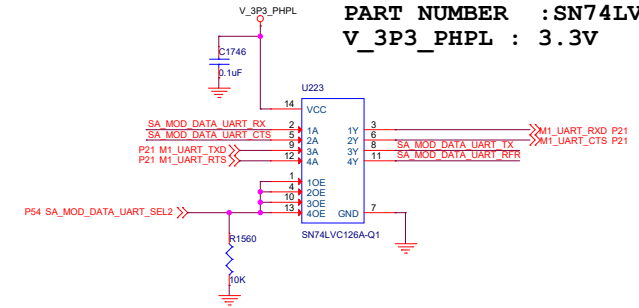 V_3P3_PHPL
PART NUMBER :SN74LV
V_3P3_PHPL : 3.3V
C1746
0.1uF
U223
14 VCC
SA_MOD_DATA_UART_RX 2 1A 1Y 3 M1_UART_RXD P21
SA_MOD_DATA_UART_CTS 5 2A 2Y 6 M1_UART_CTS P21
P21 M1_UART_TXD 9 3A 3Y 8 SA_MOD_DATA_UART_TX
P21 M1_UART_RTS 12 4A 4Y 11 SA_MOD_DATA_UART_RFR
1 1OE
4 2OE
10 3OE
P54 SA_MOD_DATA_UART_SEL2 13 4OE GND 7
SN74LVC126A-Q1
R1560
10K